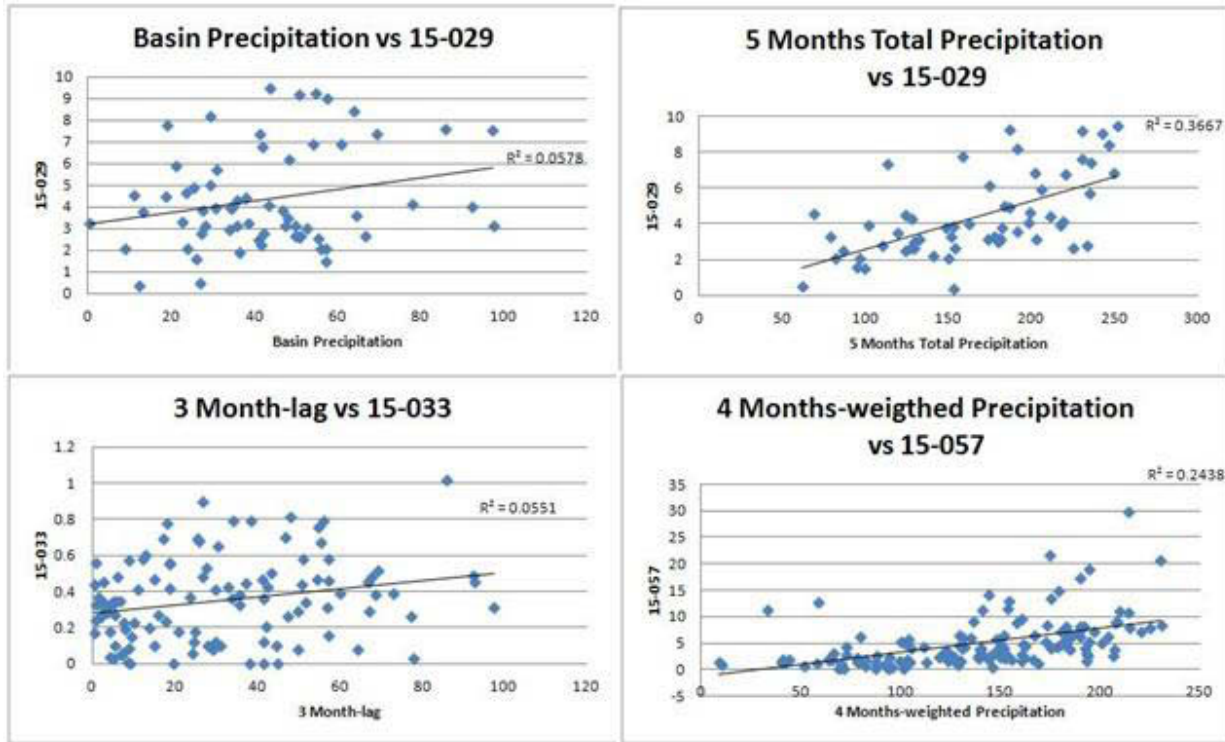 Basin Precipitation vs 15-029
10
9
8
7
6
5
4
3
2
1
0
15-029
R² = 0.0578
0 20 40 60 80 100 120
Basin Precipitation
5 Months Total Precipitation
vs 15-029
10
8
6
4
2
0
15-029
R² = 0.3667
0 50 100 150 200 250 300
5 Months Total Precipitation
3 Month-lag vs 15-033
1.2
1
0.8
0.6
0.4
0.2
0
15-033
R² = 0.0551
0 20 40 60 80 100
3 Month-lag
4 Months-weigthed Precipitation
vs 15-057
35
30
25
20
15
10
5
0
-5
15-057
R² = 0.2438
0 50 100 150 200 250
4 Months-weighted Precipitation